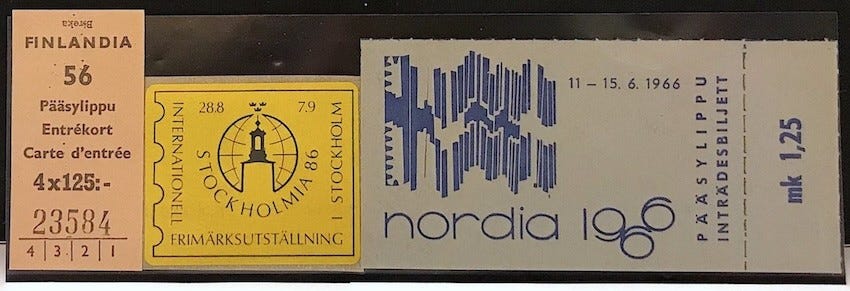 FINLANDIA
56
Pääsylippu
Entrékort
Carte d'entrée
4x125:-
23584
4|3|2|1
28.8 7.9
INTERNATIONELL
FRIMÄRKSUTSTÄLLNING
I STOCKHOLM
STOCKHOLMIA 86
11 – 15. 6. 1966
nordia 1966
PÄÄSYLIPPU
INTRÄDESBILJETT
mk 1,25